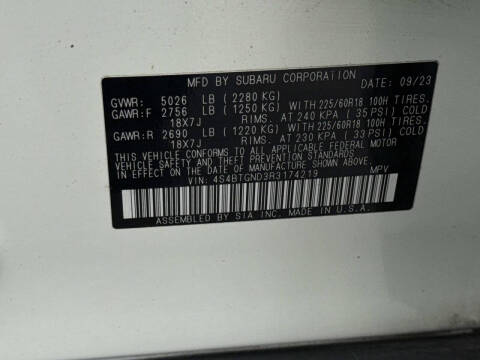 MFD BY SUBARU CORPORATION DATE: 09/23
GVWR: 5026 LB (2280 KG)
GAWR:F 2756 LB (1250 KG) WITH 225/60R18 100H TIRES.
18X7J RIMS. AT 240 KPA (35 PSI) COLD
GAWR:R 2690 LB (1220 KG) WITH 225/60R18 100H TIRES.
18X7J RIMS. AT 230 KPA (33 PSI) COLD
THIS VEHICLE CONFORMS TO ALL APPLICABLE FEDERAL MOTOR
VEHICLE SAFETY AND THEFT PREVENTION STANDARDS IN EFFECT
ON THE DATE OF MANUFACTURE SHOWN ABOVE.
VIN: 4S4BTGND3R3174219 MPV
ASSEMBLED BY SIA INC. MADE IN U.S.A.